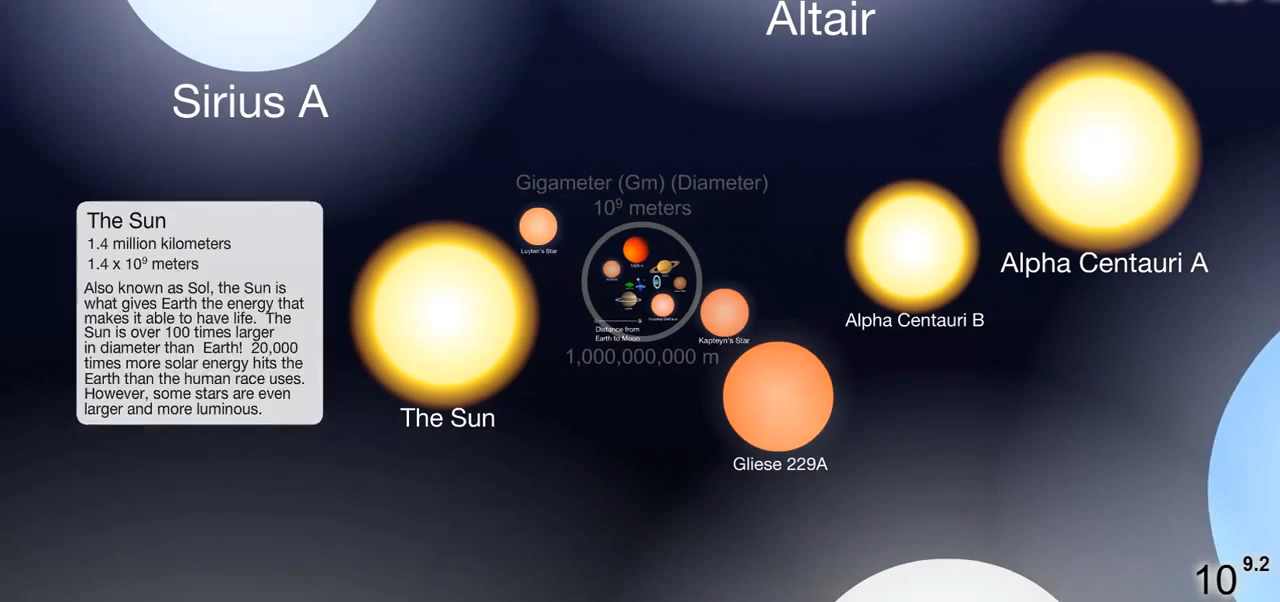 Altair
Sirius A
Gigameter (Gm) (Diameter)
10⁹ meters
The Sun
1.4 million kilometers
1.4 x 10⁹ meters
Also known as Sol, the Sun is
what gives Earth the energy that
makes it able to have life. The
Sun is over 100 times larger
in diameter than Earth! 20,000
times more solar energy hits the
Earth than the human race uses.
However, some stars are even
larger and more luminous.
Luyten's Star
Alpha Centauri A
Alpha Centauri B
Distance from
Earth to Moon
Kapteyn's Star
1,000,000,000 m
The Sun
Gliese 229A
10 9.2